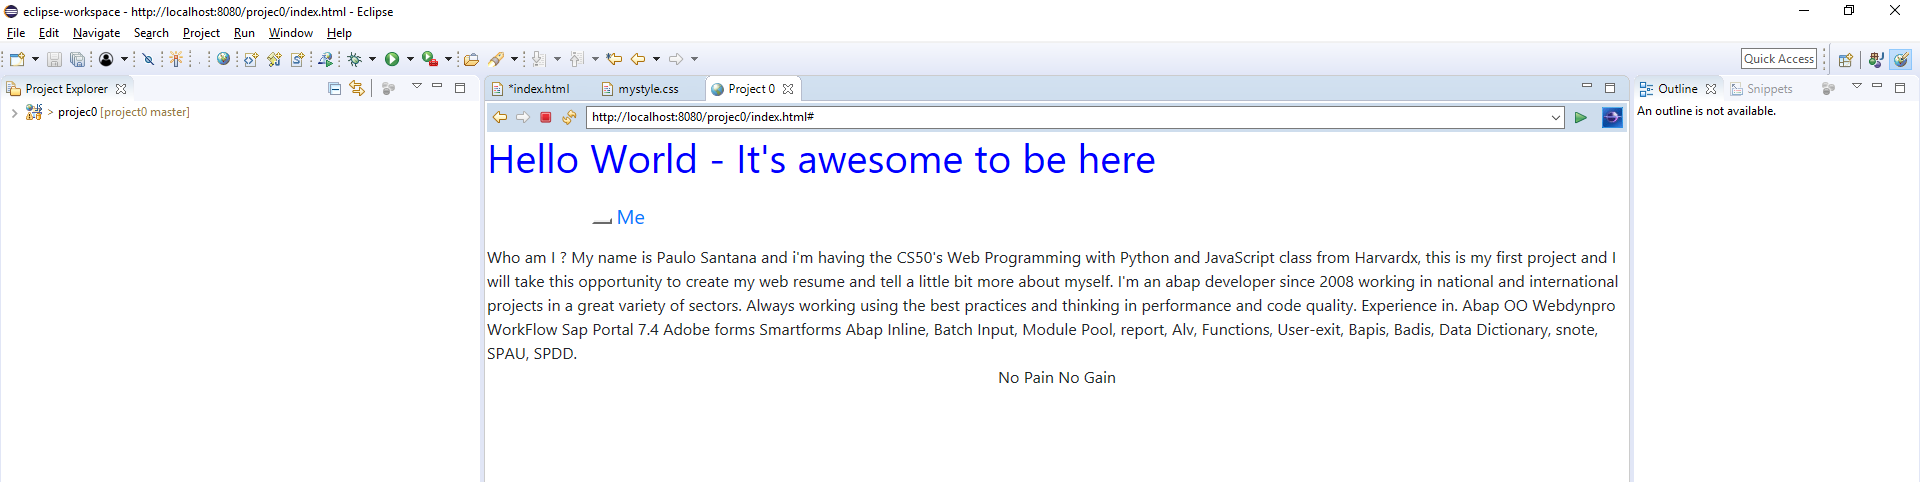 eclipse-workspace - http://localhost:8080/projec0/index.html - Eclipse
File Edit Navigate Search Project Run Window Help
Quick Access
Project Explorer
*index.html mystyle.css Project 0
Outline Snippets
> projec0 [project0 master]
http://localhost:8080/projec0/index.html#
An outline is not available.
Hello World - It's awesome to be here
Me
Who am I ? My name is Paulo Santana and i'm having the CS50's Web Programming with Python and JavaScript class from Harvardx, this is my first project and I
will take this opportunity to create my web resume and tell a little bit more about myself. I'm an abap developer since 2008 working in national and international
projects in a great variety of sectors. Always working using the best practices and thinking in performance and code quality. Experience in. Abap OO Webdynpro
WorkFlow Sap Portal 7.4 Adobe forms Smartforms Abap Inline, Batch Input, Module Pool, report, Alv, Functions, User-exit, Bapis, Badis, Data Dictionary, snote,
SPAU, SPDD.
No Pain No Gain